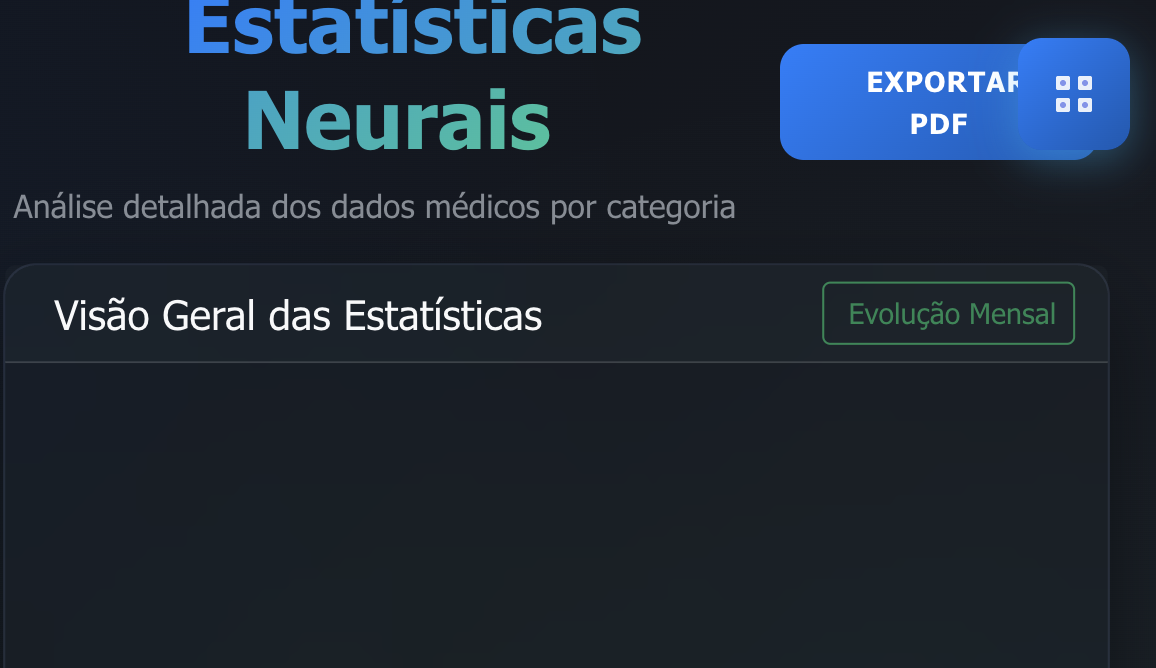 Estatísticas
Neurais
EXPORTAR
PDF
Análise detalhada dos dados médicos por categoria
Visão Geral das Estatísticas
Evolução Mensal